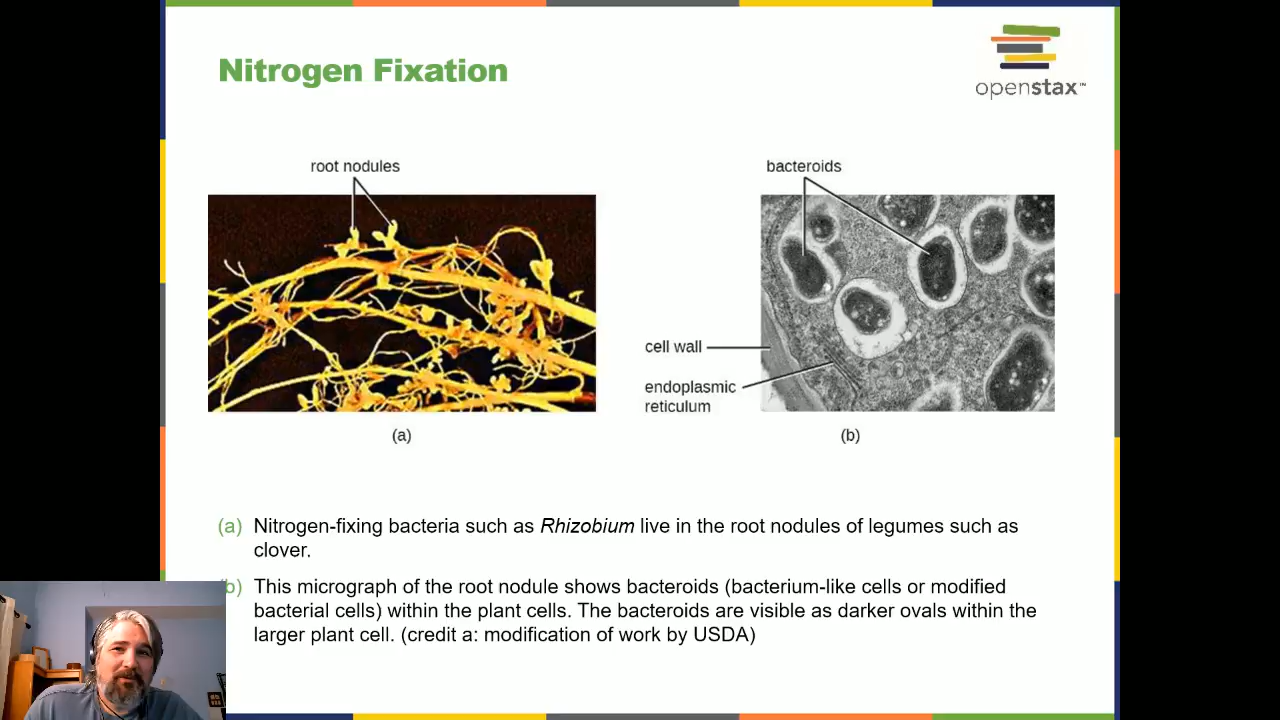 Nitrogen Fixation
openstax™
root nodules
bacteroids
cell wall
endoplasmic
reticulum
(a)
(b)
(a) Nitrogen-fixing bacteria such as Rhizobium live in the root nodules of legumes such as
clover.
b) This micrograph of the root nodule shows bacteroids (bacterium-like cells or modified
bacterial cells) within the plant cells. The bacteroids are visible as darker ovals within the
larger plant cell. (credit a: modification of work by USDA)